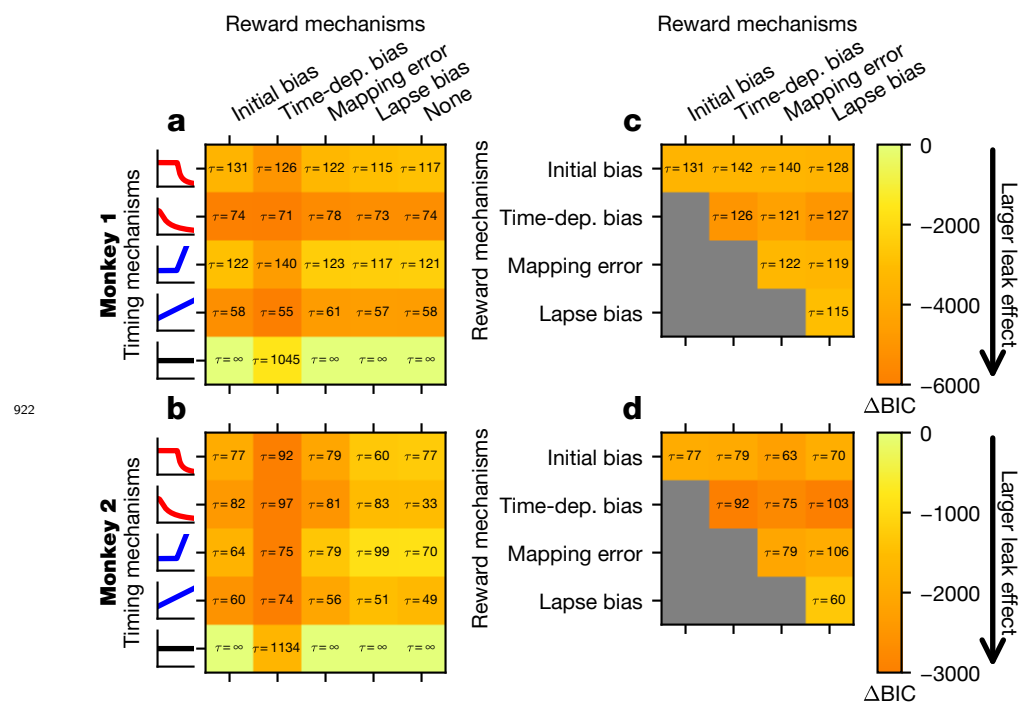 Reward mechanisms
Reward mechanisms
Initial bias
Time-dep. bias
Mapping error
Lapse bias
None
Initial bias
Time-dep. bias
Mapping error
Lapse bias
a
Monkey 1
Timing mechanisms
τ = 131 τ = 126 τ = 122 τ = 115 τ = 117
τ = 74 τ = 71 τ = 78 τ = 73 τ = 74
τ = 122 τ = 140 τ = 123 τ = 117 τ = 121
τ = 58 τ = 55 τ = 61 τ = 57 τ = 58
τ = ∞ τ = 1045 τ = ∞ τ = ∞ τ = ∞
c
Reward mechanisms
Initial bias τ = 131 τ = 142 τ = 140 τ = 128
Time-dep. bias τ = 126 τ = 121 τ = 127
Mapping error τ = 122 τ = 119
Lapse bias τ = 115
0
−2000
−4000
−6000
ΔBIC
Larger leak effect
922
b
Monkey 2
Timing mechanisms
τ = 77 τ = 92 τ = 79 τ = 60 τ = 77
τ = 82 τ = 97 τ = 81 τ = 83 τ = 33
τ = 64 τ = 75 τ = 79 τ = 99 τ = 70
τ = 60 τ = 74 τ = 56 τ = 51 τ = 49
τ = ∞ τ = 1134 τ = ∞ τ = ∞ τ = ∞
d
Reward mechanisms
Initial bias τ = 77 τ = 79 τ = 63 τ = 70
Time-dep. bias τ = 92 τ = 75 τ = 103
Mapping error τ = 79 τ = 106
Lapse bias τ = 60
0
−1000
−2000
−3000
ΔBIC
Larger leak effect